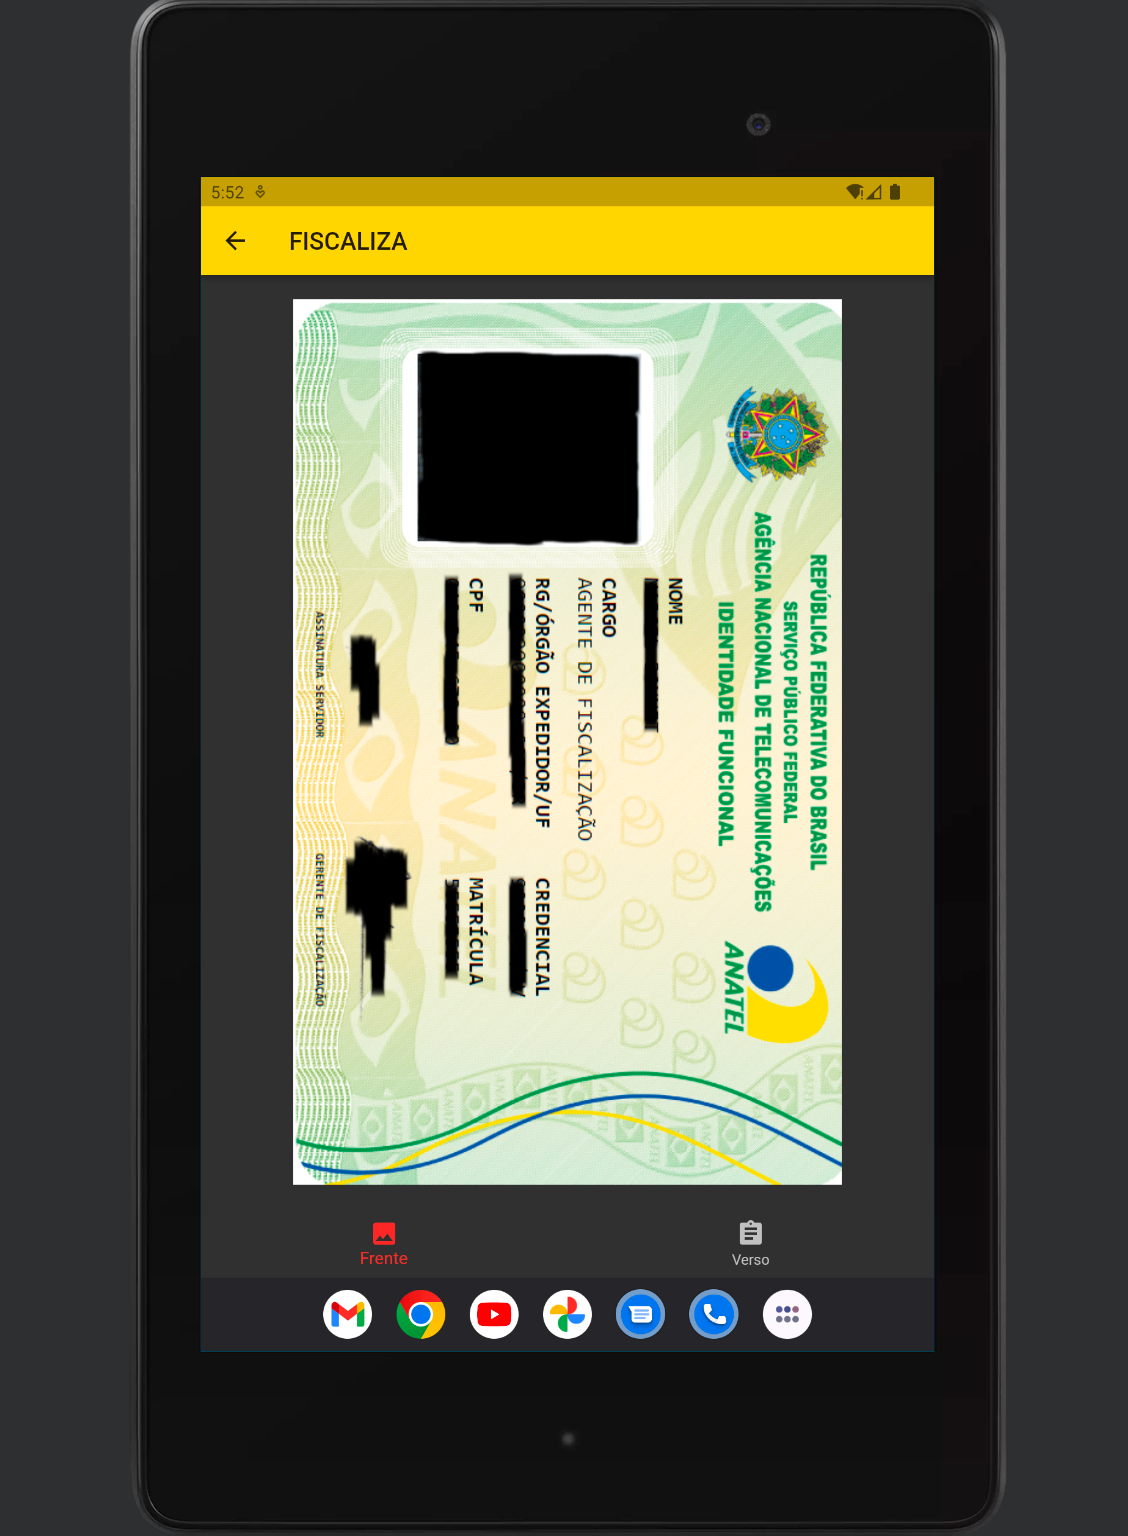 5:52
FISCALIZA
REPÚBLICA FEDERATIVA DO BRASIL
SERVIÇO PÚBLICO FEDERAL
AGÊNCIA NACIONAL DE TELECOMUNICAÇÕES
IDENTIDADE FUNCIONAL
ANATEL
NOME
CARGO
AGENTE DE FISCALIZAÇÃO
RG/ÓRGÃO EXPEDIDOR/UF
CREDENCIAL
CPF
MATRÍCULA
ANATEL
ASSINATURA SERVIDOR
GERENTE DE FISCALIZAÇÃO
Frente
Verso